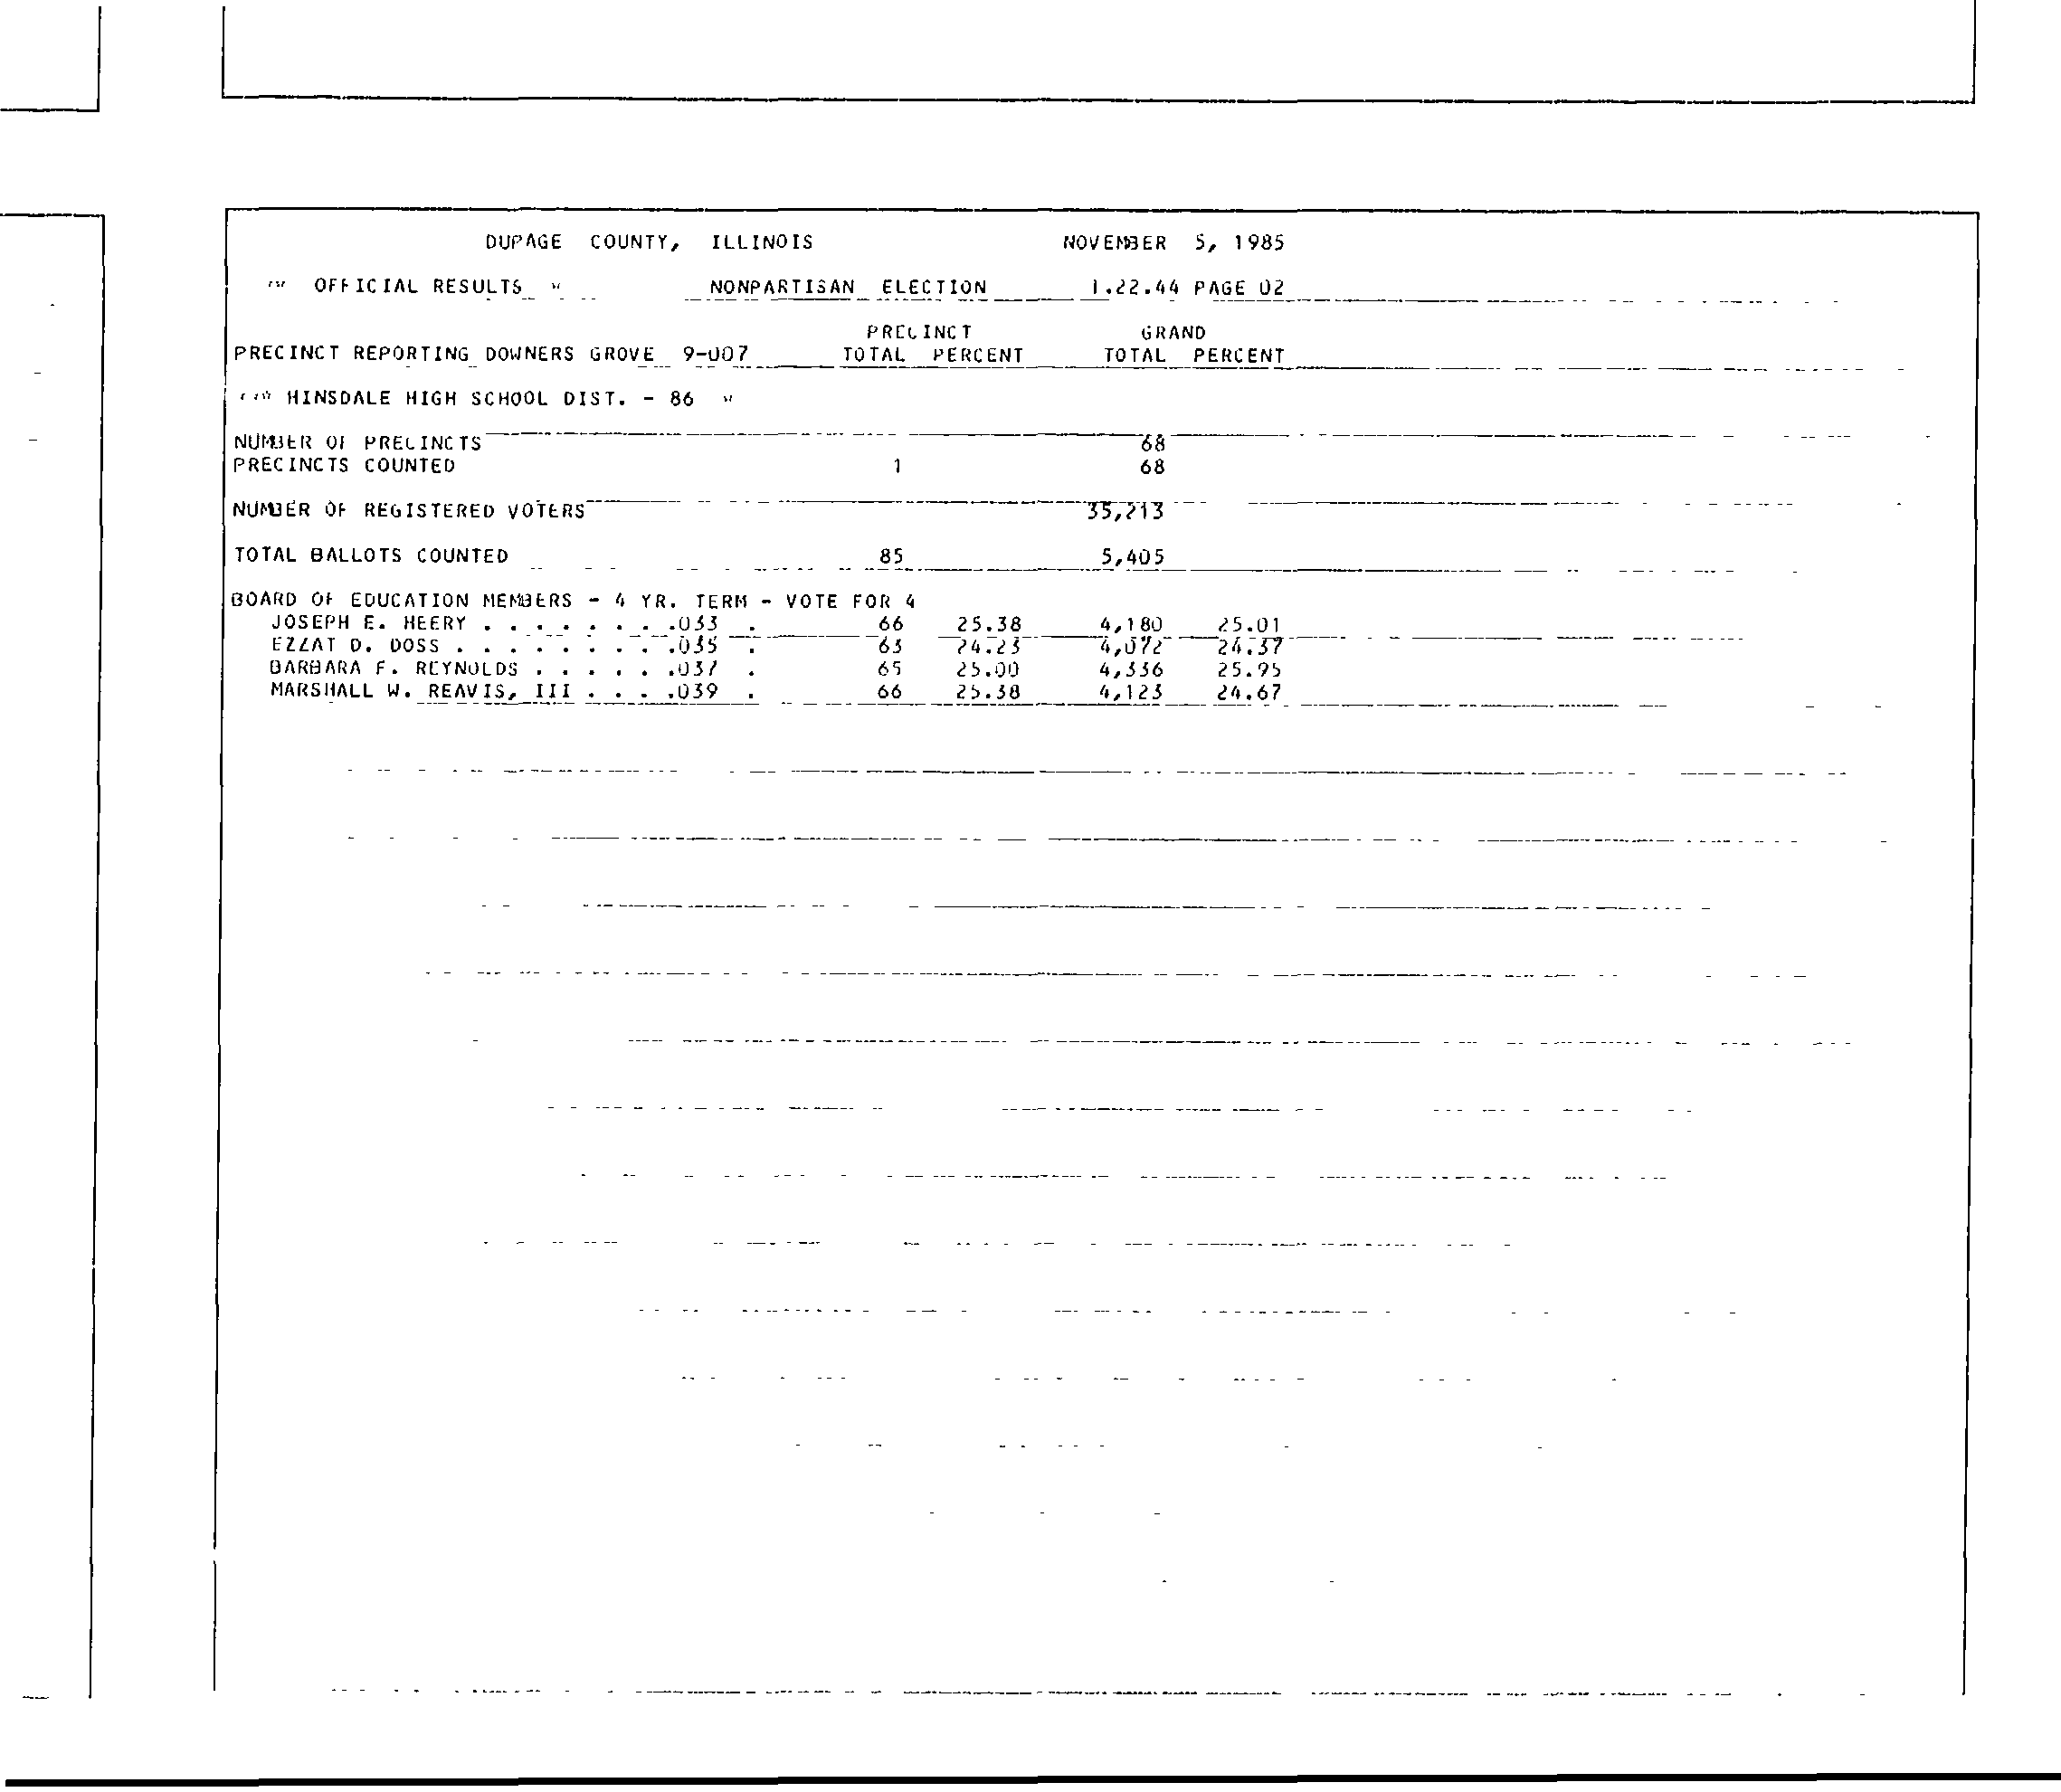 DUPAGE COUNTY, ILLINOIS NOVEMBER 5, 1985
OFFICIAL RESULTS NONPARTISAN ELECTION 1.22.44 PAGE 02
PRECINCT GRAND
PRECINCT REPORTING DOWNERS GROVE 9-007 TOTAL PERCENT TOTAL PERCENT
HINSDALE HIGH SCHOOL DIST. - 86
NUMBER OF PRECINCTS 68
PRECINCTS COUNTED 1 68
NUMBER OF REGISTERED VOTERS 35,213
TOTAL BALLOTS COUNTED 85 5,405
BOARD OF EDUCATION MEMBERS - 4 YR. TERM - VOTE FOR 4
JOSEPH E. HEERY . . . . . . . .033 . 66 25.38 4,180 25.01
EZZAT D. DOSS . . . . . . . . .035 . 63 24.23 4,072 24.37
BARBARA F. REYNOLDS . . . . . .037 . 65 25.00 4,336 25.95
MARSHALL W. REAVIS, III . . . .039 . 66 25.38 4,123 24.67